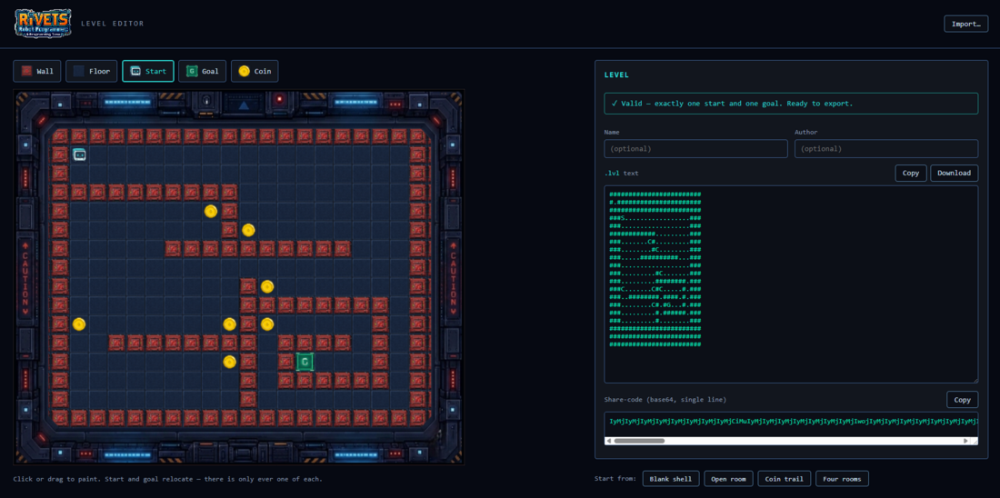 RiVETS
LEVEL EDITOR
Import…
Wall
Floor
Start
G Goal
Coin
LEVEL
✓ Valid — exactly one start and one goal. Ready to export.
Name
Author
(optional)
(optional)
.lvl text
Copy
Download
########################
#.######################
########################
###S.................###
###..................###
############.........###
###.......C#.........###
###........#C........###
###.....##########...###
###..................###
###.........#C.......###
###.........########.###
###C.......C#C.....#.###
###..########.####.#.###
###........C#.#G...#.###
###.........#.######.###
###.........#........###
########################
########################
########################
CAUTION
CAUTION
G
Share-code (base64, single line)
Copy
Click or drag to paint. Start and goal relocate — there is only ever one of each.
Start from:
Blank shell
Open room
Coin trail
Four rooms